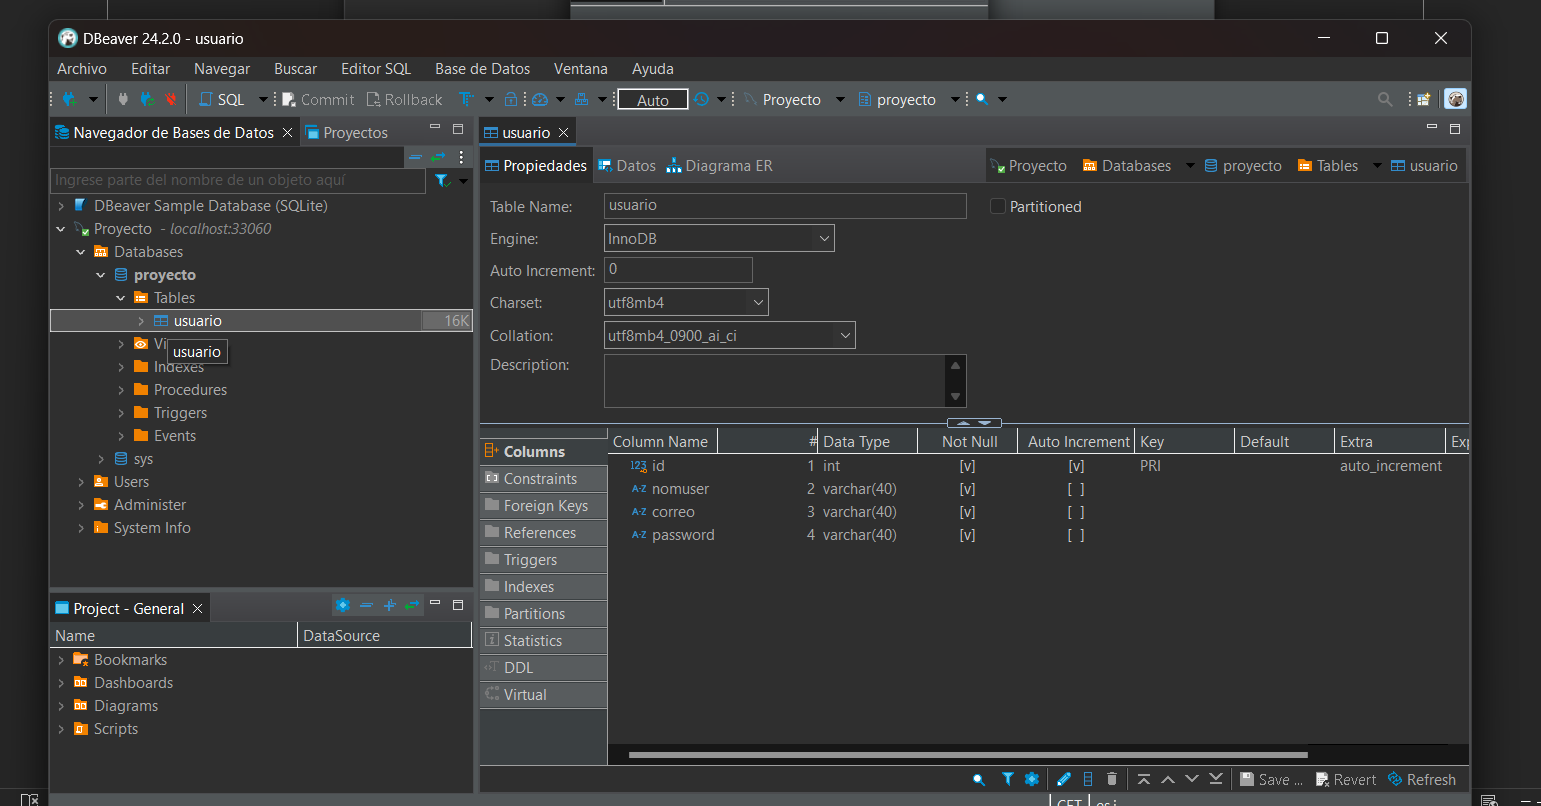 DBeaver 24.2.0 - usuario
Archivo Editar Navegar Buscar Editor SQL Base de Datos Ventana Ayuda
SQL Commit Rollback Auto Proyecto proyecto
Navegador de Bases de Datos Proyectos
Ingrese parte del nombre de un objeto aquí
DBeaver Sample Database (SQLite)
Proyecto - localhost:33060
Databases
proyecto
Tables
usuario 16K
Vi
usuario
Indexes
Procedures
Triggers
Events
sys
Users
Administer
System Info
Project - General
Name DataSource
Bookmarks
Dashboards
Diagrams
Scripts
usuario
Propiedades Datos Diagrama ER Proyecto Databases proyecto Tables usuario
Table Name: usuario Partitioned
Engine: InnoDB
Auto Increment: 0
Charset: utf8mb4
Collation: utf8mb4_0900_ai_ci
Description:
Columns
Constraints
Foreign Keys
References
Triggers
Indexes
Partitions
Statistics
DDL
Virtual
Column Name # Data Type Not Null Auto Increment Key Default Extra Exp
123 id 1 int [v] [v] PRI auto_increment
A-Z nomuser 2 varchar(40) [v] [ ]
A-Z correo 3 varchar(40) [v] [ ]
A-Z password 4 varchar(40) [v] [ ]
Save ... Revert Refresh
CET